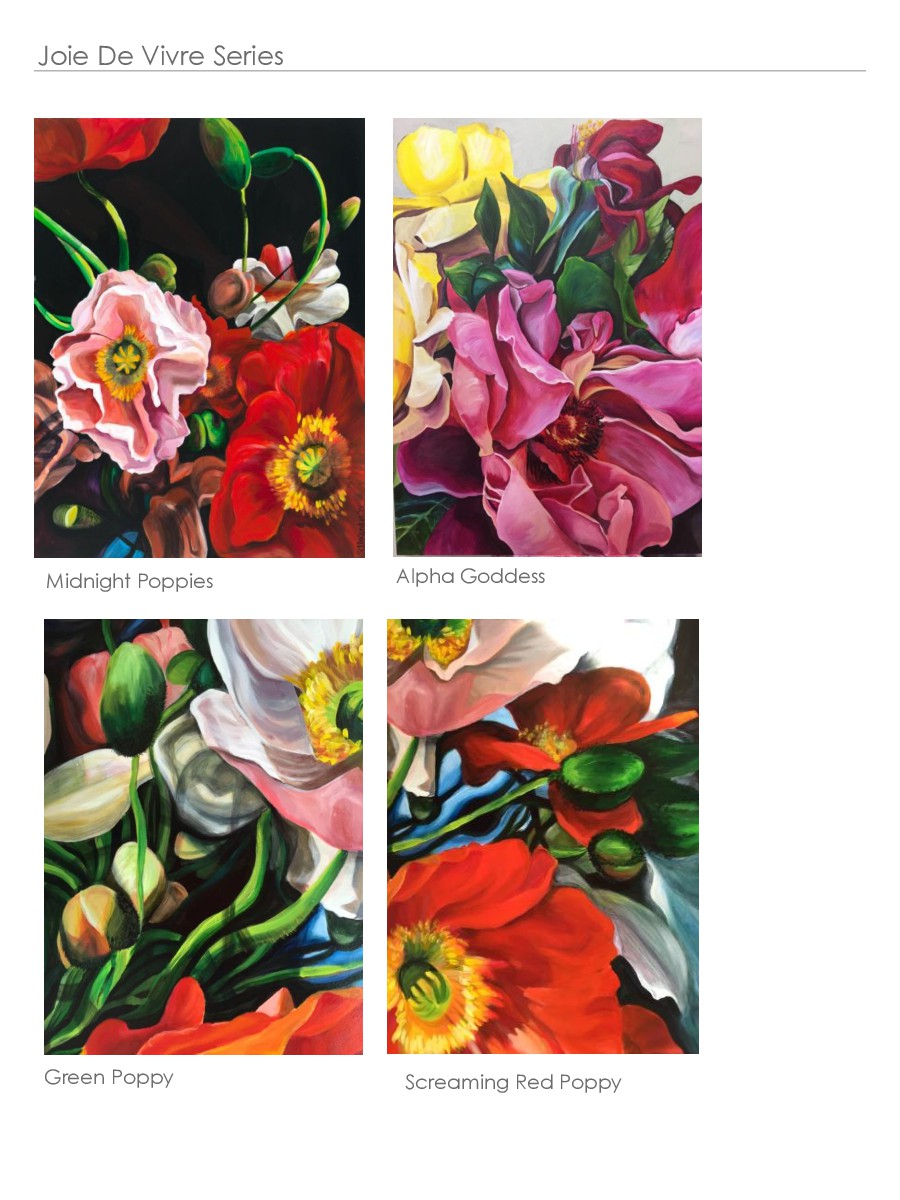 Joie De Vivre Series
Midnight Poppies
Alpha Goddess
Green Poppy
Screaming Red Poppy